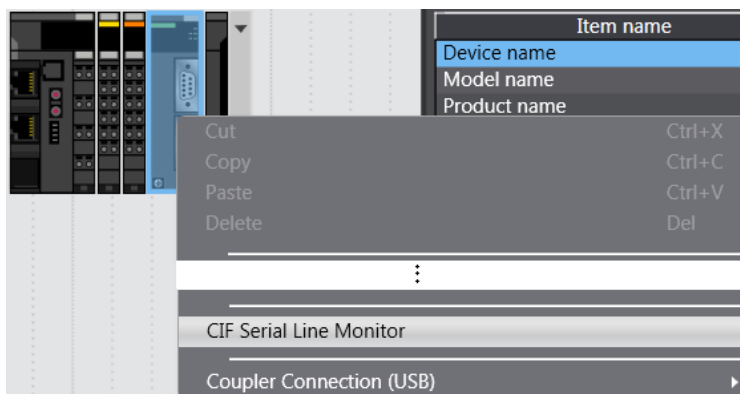 Item name
Device name
Model name
Product name
Cut Ctrl+X
Copy Ctrl+C
Paste Ctrl+V
Delete Del
CIF Serial Line Monitor
Coupler Connection (USB)